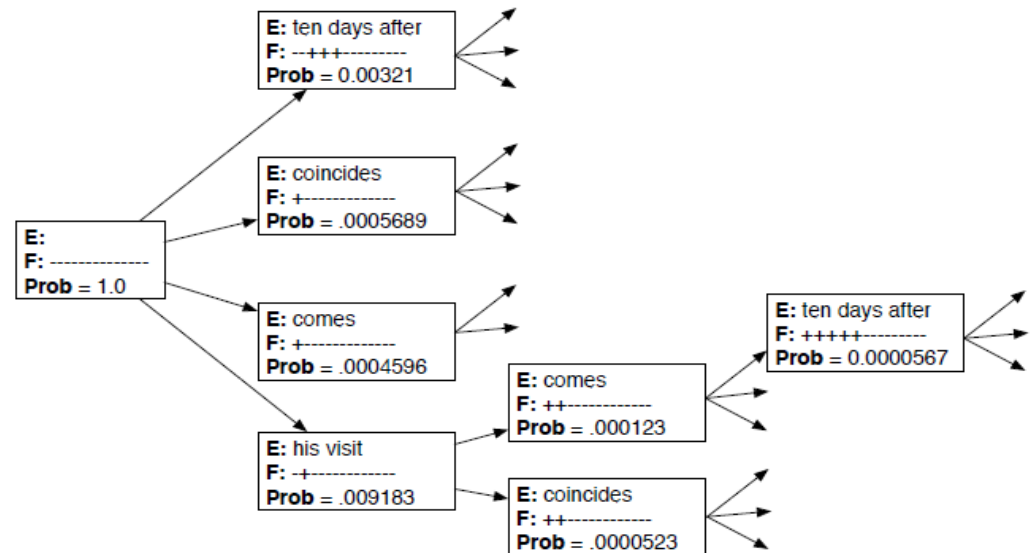 E: ten days after
F: --+++---------
Prob = 0.00321
E: coincides
F: +-------------
Prob = .0005689
E:
F: --------------
Prob = 1.0
E: comes
F: +-------------
Prob = .0004596
E: ten days after
F: +++++---------
Prob = 0.0000567
E: comes
F: ++------------
Prob = .000123
E: his visit
F: -+------------
Prob = .009183
E: coincides
F: ++------------
Prob = .0000523